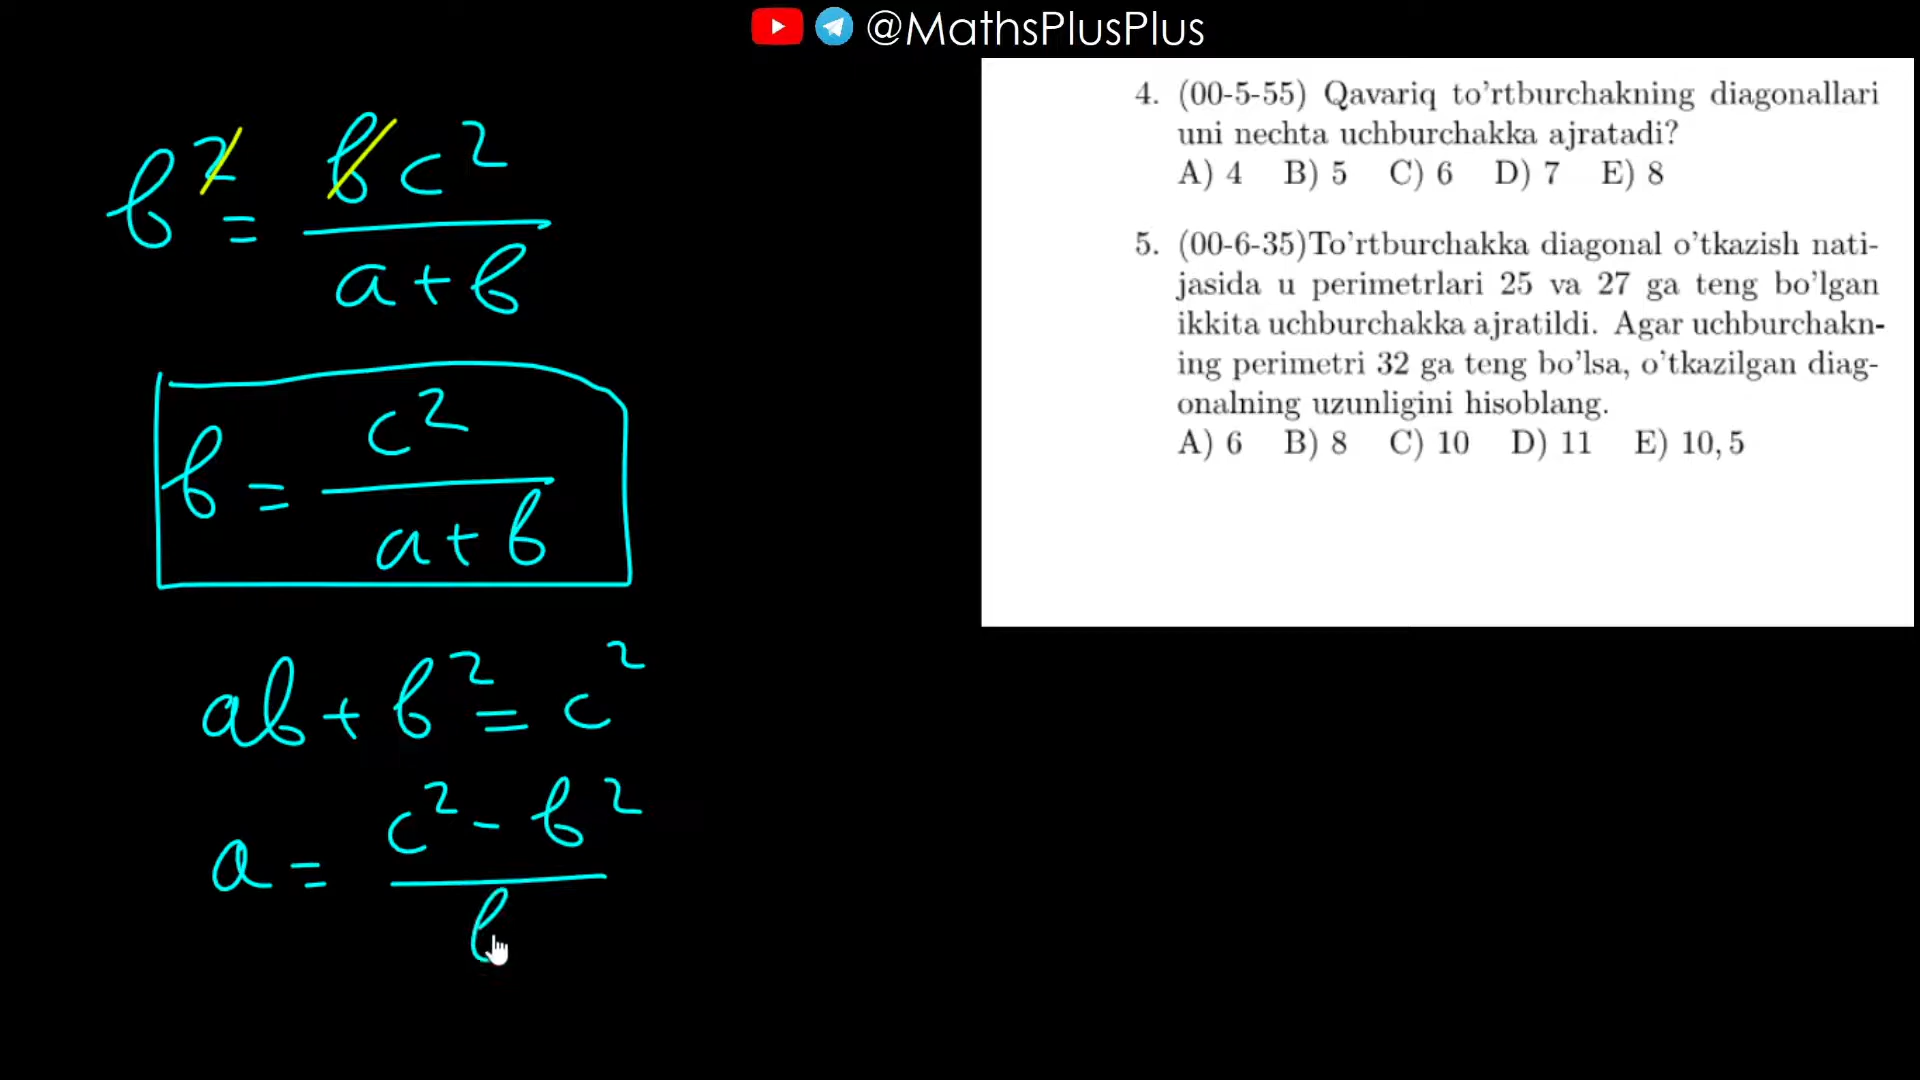 @MathsPlusPlus
b² = bc² / (a+b)
b = c² / (a+b)
ab + b² = c²
a = (c² - b²) / b
4. (00-5-55) Qavariq to'rtburchakning diagonallari
uni nechta uchburchakka ajratadi?
A) 4 B) 5 C) 6 D) 7 E) 8
5. (00-6-35)To'rtburchakka diagonal o'tkazish nati-
jasida u perimetrlari 25 va 27 ga teng bo'lgan
ikkita uchburchakka ajratildi. Agar uchburchakn-
ing perimetri 32 ga teng bo'lsa, o'tkazilgan diag-
onalning uzunligini hisoblang.
A) 6 B) 8 C) 10 D) 11 E) 10, 5